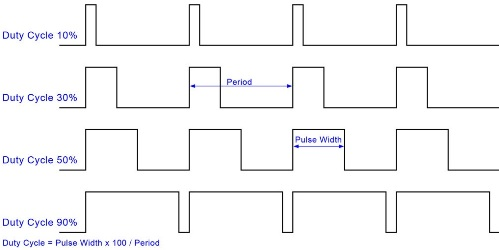 Duty Cycle 10%
Duty Cycle 30%
Period
Duty Cycle 50%
Pulse Width
Duty Cycle 90%
Duty Cycle = Pulse Width x 100 / Period